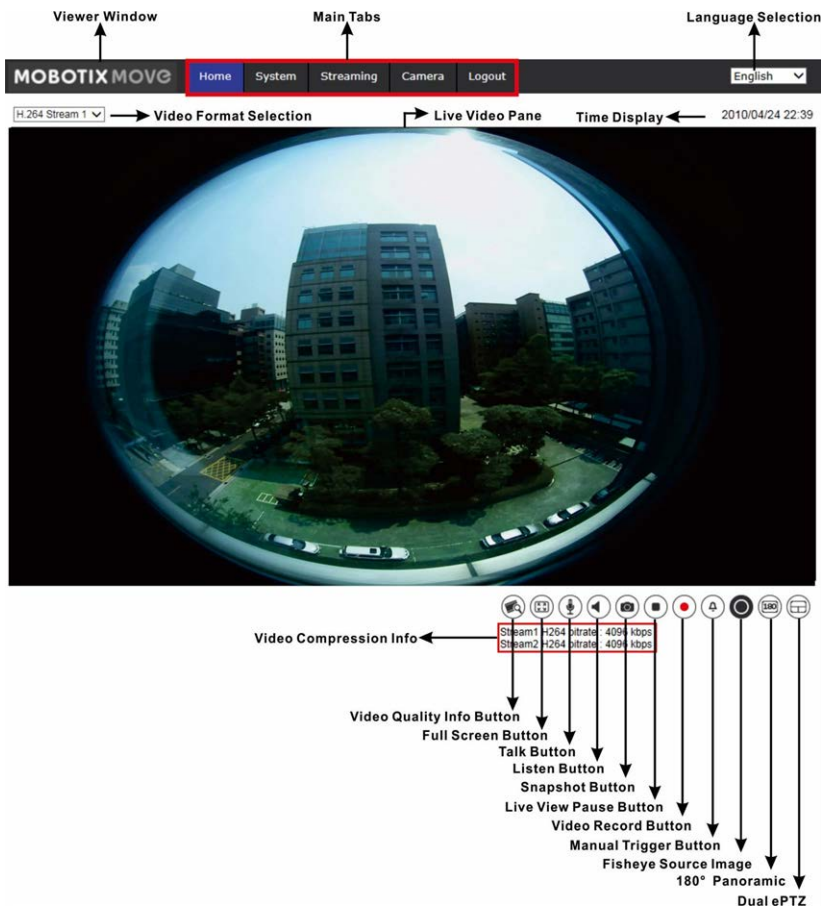 Viewer Window Main Tabs Language Selection
MOBOTIX MOVE Home System Streaming Camera Logout English
H.264 Stream 1 Video Format Selection Live Video Pane Time Display 2010/04/24 22:39
180
Video Compression Info
Stream1 H264 bitrate : 4096 kbps
Stream2 H264 bitrate : 4096 kbps
Video Quality Info Button
Full Screen Button
Talk Button
Listen Button
Snapshot Button
Live View Pause Button
Video Record Button
Manual Trigger Button
Fisheye Source Image
180° Panoramic
Dual ePTZ